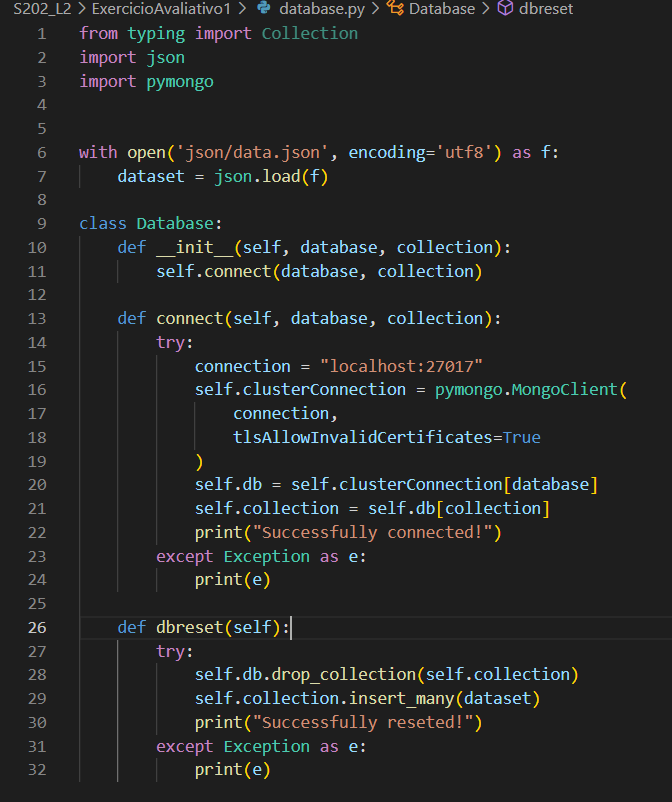 S202_L2 > ExercicioAvaliativo1 > database.py > Database > dbreset
1 from typing import Collection
2 import json
3 import pymongo
4
5
6 with open('json/data.json', encoding='utf8') as f:
7     dataset = json.load(f)
8
9 class Database:
10     def __init__(self, database, collection):
11         self.connect(database, collection)
12
13     def connect(self, database, collection):
14         try:
15             connection = "localhost:27017"
16             self.clusterConnection = pymongo.MongoClient(
17                 connection,
18                 tlsAllowInvalidCertificates=True
19             )
20             self.db = self.clusterConnection[database]
21             self.collection = self.db[collection]
22             print("Successfully connected!")
23         except Exception as e:
24             print(e)
25
26     def dbreset(self):
27         try:
28             self.db.drop_collection(self.collection)
29             self.collection.insert_many(dataset)
30             print("Successfully reseted!")
31         except Exception as e:
32             print(e)